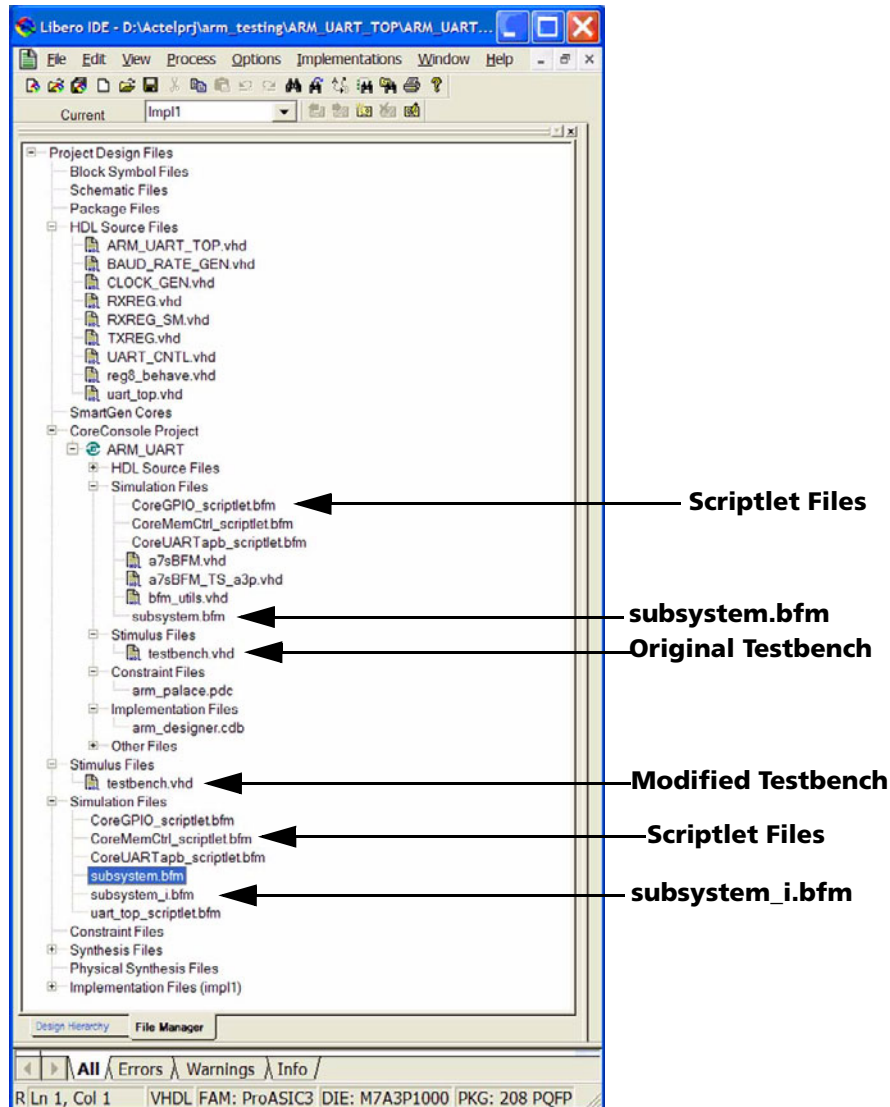 Libero IDE - D:\Actelprj\arm_testing\ARM_UART_TOP\ARM_UART...
File Edit View Process Options Implementations Window Help
Current Impl1
Project Design Files
Block Symbol Files
Schematic Files
Package Files
HDL Source Files
ARM_UART_TOP.vhd
BAUD_RATE_GEN.vhd
CLOCK_GEN.vhd
RXREG.vhd
RXREG_SM.vhd
TXREG.vhd
UART_CNTL.vhd
reg8_behave.vhd
uart_top.vhd
SmartGen Cores
CoreConsole Project
ARM_UART
HDL Source Files
Simulation Files
CoreGPIO_scriptlet.bfm Scriptlet Files
CoreMemCtrl_scriptlet.bfm
CoreUARTapb_scriptlet.bfm
a7sBFM.vhd
a7sBFM_TS_a3p.vhd
bfm_utils.vhd
subsystem.bfm subsystem.bfm
Stimulus Files
testbench.vhd Original Testbench
Constraint Files
arm_palace.pdc
Implementation Files
arm_designer.cdb
Other Files
Stimulus Files
testbench.vhd Modified Testbench
Simulation Files
CoreGPIO_scriptlet.bfm
CoreMemCtrl_scriptlet.bfm Scriptlet Files
CoreUARTapb_scriptlet.bfm
subsystem.bfm
subsystem_i.bfm subsystem_i.bfm
uart_top_scriptlet.bfm
Constraint Files
Synthesis Files
Physical Synthesis Files
Implementation Files (impl1)
Design Hierarchy File Manager
All Errors Warnings Info
R Ln 1, Col 1 VHDL FAM: ProASIC3 DIE: M7A3P1000 PKG: 208 PQFP